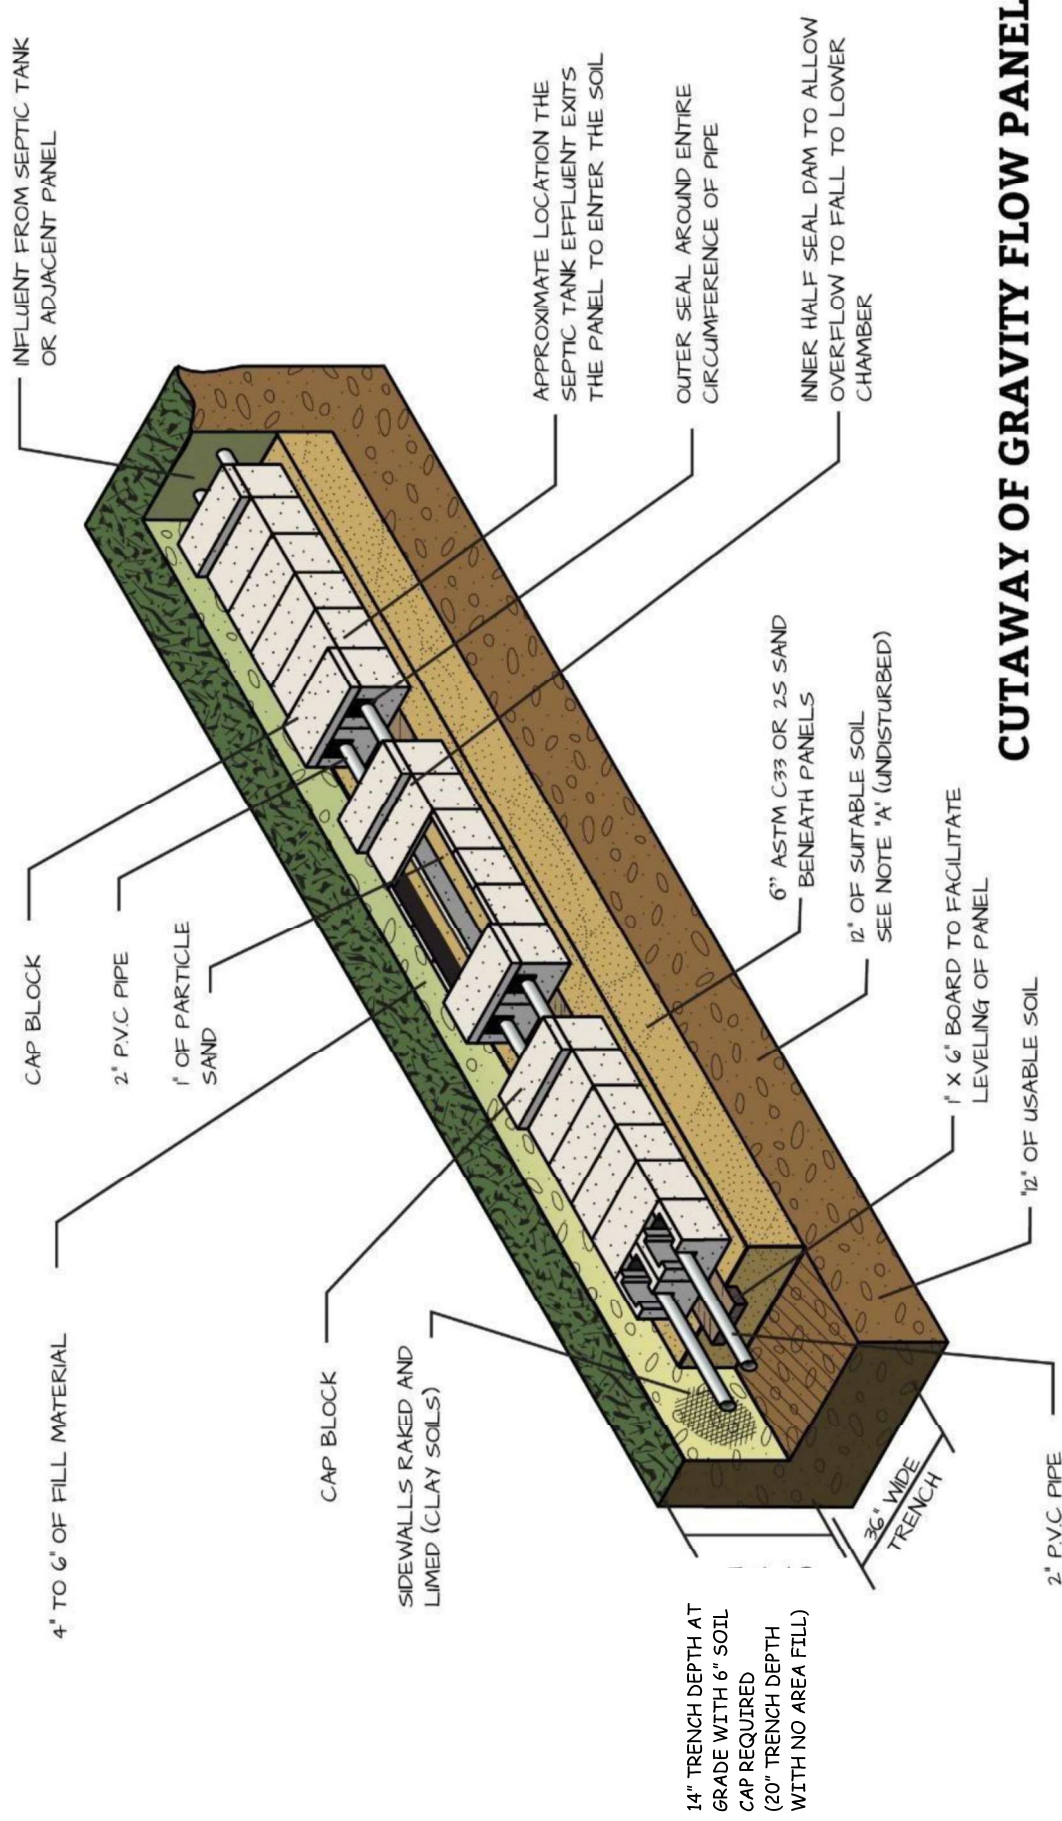 INFLUENT FROM SEPTIC TANK
OR ADJACENT PANEL
CAP BLOCK
2" P.V.C PIPE
1" OF PARTICLE
SAND
4" TO 6" OF FILL MATERIAL
CAP BLOCK
SIDEWALLS RAKED AND
LIMED (CLAY SOILS)
APPROXIMATE LOCATION THE
SEPTIC TANK EFFLUENT EXITS
THE PANEL TO ENTER THE SOIL
OUTER SEAL AROUND ENTIRE
CIRCUMFERENCE OF PIPE
INNER HALF SEAL DAM TO ALLOW
OVERFLOW TO FALL TO LOWER
CHAMBER
6" ASTM C33 OR 2S SAND
BENEATH PANELS
12" OF SUITABLE SOIL
SEE NOTE "A' (UNDISTURBED)
1" X 6" BOARD TO FACILITATE
LEVELING OF PANEL
"12" OF USABLE SOIL
2" P.V.C PIPE
36" WIDE
TRENCH
14" TRENCH DEPTH AT
GRADE WITH 6" SOIL
CAP REQUIRED
(20" TRENCH DEPTH
WITH NO AREA FILL)
CUTAWAY OF GRAVITY FLOW PANEL